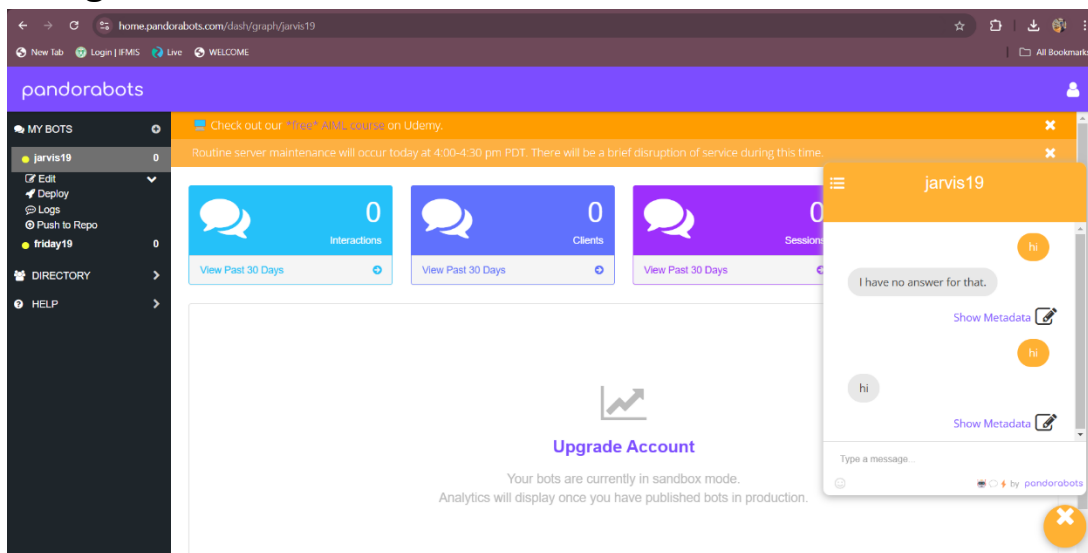 home.pandorabots.com/dash/graph/jarvis19
New Tab Login | IFMIS Live WELCOME All Bookmarks
pandorabots
MY BOTS
jarvis19 0
Edit
Deploy
Logs
Push to Repo
friday19 0
DIRECTORY
HELP
Check out our *free* AIML course on Udemy.
Routine server maintenance will occur today at 4:00-4:30 pm PDT. There will be a brief disruption of service during this time.
0
Interactions
View Past 30 Days
0
Clients
View Past 30 Days
0
Sessions
View Past 30 Days
Upgrade Account
Your bots are currently in sandbox mode.
Analytics will display once you have published bots in production.
jarvis19
hi
I have no answer for that.
Show Metadata
hi
hi
Show Metadata
Type a message...
by pandorabots